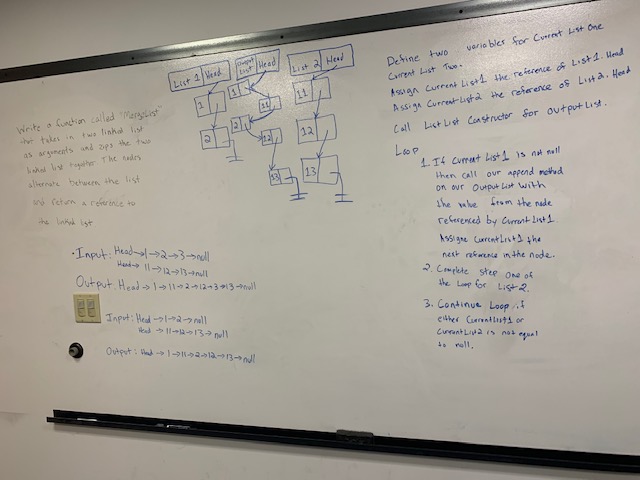 Write a function called "MergeList"
that takes in two linked list
as arguments and zips the two
linked list together The nodes
alternate between the list
and return a reference to
the linked list
List 1 Head
Output List Head
List 2 Head
1 1 11
2 11 12
2 13
12
13
• Input: Head→1→2→3→null
Head→ 11→12→13→null
Output: Head→ 1→11→2→12→3→13→null
Input: Head→1→2→null
Head→11→12→13→null
Output: Head→1→11→2→12→13→null
Define two variables for Current List One
Current List Two.
Assign CurrentList1 the reference of List1. Head
Assign CurrentList2 the reference of List2. Head
Call ListList Constructor for OutputList.
Loop
1. If CurrentList1 is not null
then call our append method
on our OutputList with
the value from the node
referenced by CurrentList1
Assigne CurrentList1 the
next reference in the node.
2. Complete step one of
the Loop for List2.
3. Continue Loop if
either CurrentList1 or
CurrentList2 is not equal
to null.